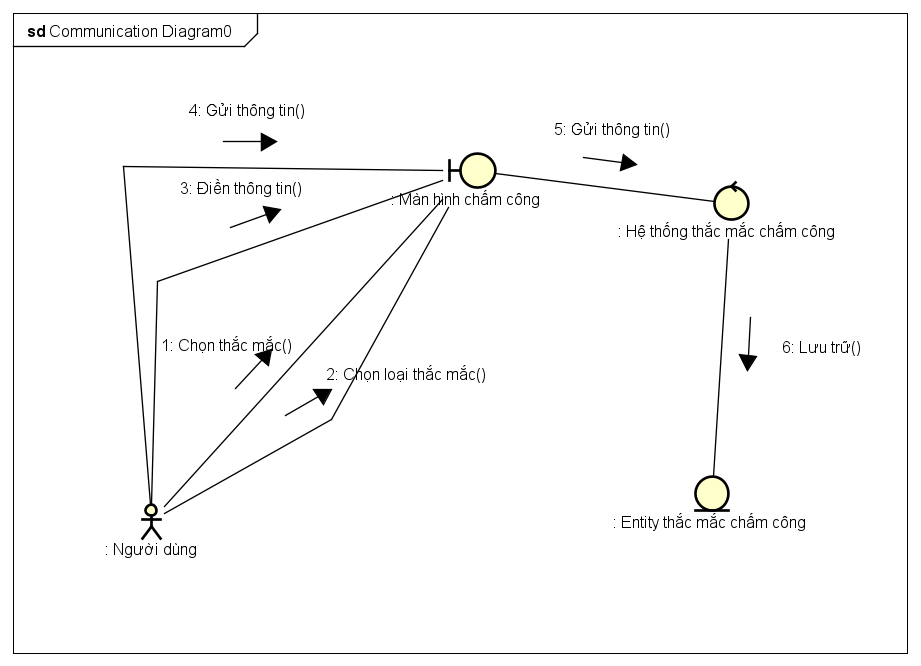 sd Communication Diagram0
4: Gửi thông tin()
5: Gửi thông tin()
3: Điền thông tin()
: Màn hình chấm công
: Hệ thống thắc mắc chấm công
1: Chọn thắc mắc()
6: Lưu trữ()
2: Chọn loại thắc mắc()
: Entity thắc mắc chấm công
: Người dùng